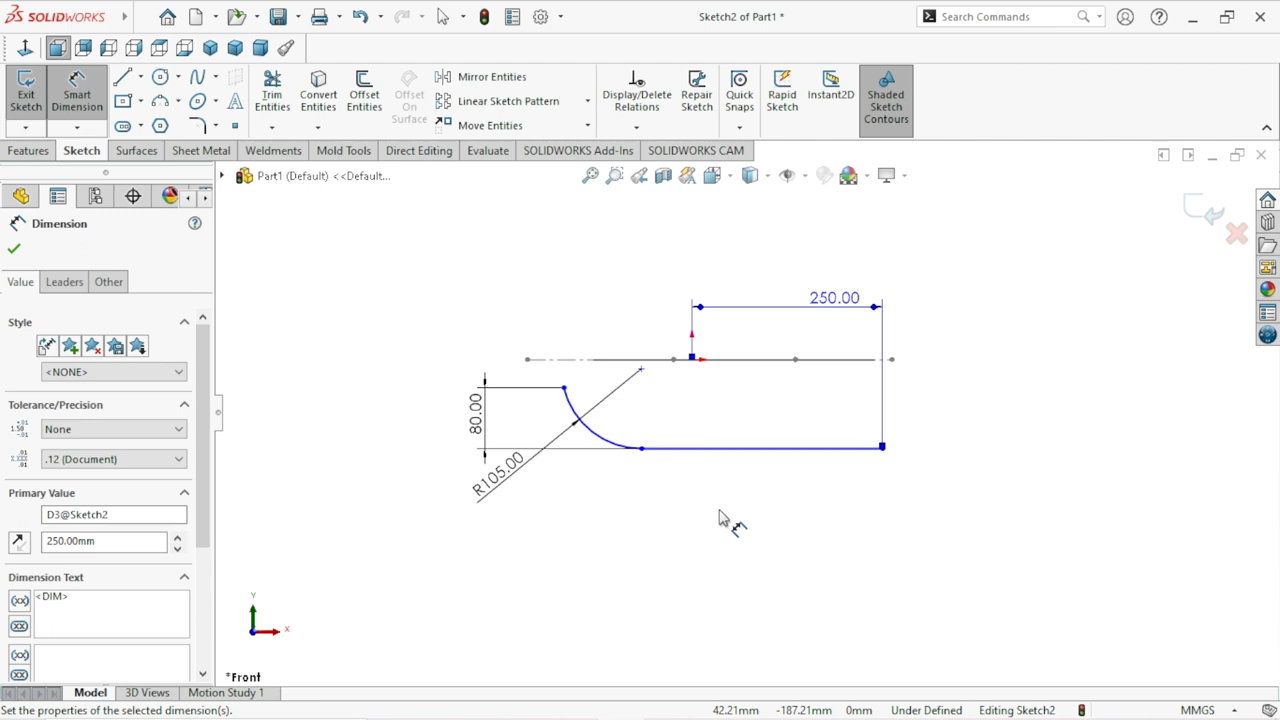 SOLIDWORKS
Sketch2 of Part1 *
Search Commands
Exit Sketch
Smart Dimension
Trim Entities
Convert Entities
Offset Entities
Offset On Surface
Mirror Entities
Linear Sketch Pattern
Move Entities
Display/Delete Relations
Repair Sketch
Quick Snaps
Rapid Sketch
Instant2D
Shaded Sketch Contours
Features
Sketch
Surfaces
Sheet Metal
Weldments
Mold Tools
Direct Editing
Evaluate
SOLIDWORKS Add-Ins
SOLIDWORKS CAM
Part1 (Default) <<Default...
Dimension
Value
Leaders
Other
Style
<NONE>
Tolerance/Precision
None
.12 (Document)
Primary Value
D3@Sketch2
250.00mm
Dimension Text
<DIM>
250.00
80.00
R105.00
Y
X
*Front
Model
3D Views
Motion Study 1
Set the properties of the selected dimension(s).
42.21mm
-187.21mm
0mm
Under Defined
Editing Sketch2
MMGS